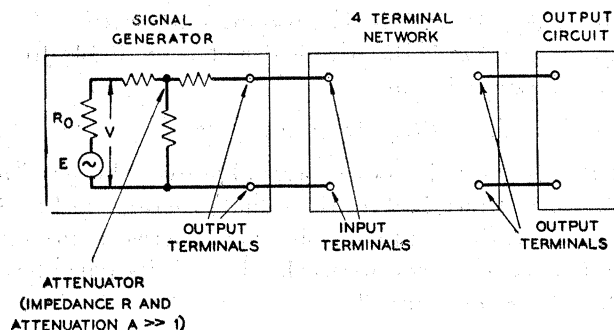 SIGNAL
GENERATOR
4 TERMINAL
NETWORK
OUTPUT
CIRCUIT
R₀
V
E
OUTPUT
TERMINALS
INPUT
TERMINALS
OUTPUT
TERMINALS
ATTENUATOR
(IMPEDANCE R AND
ATTENUATION A >> 1)